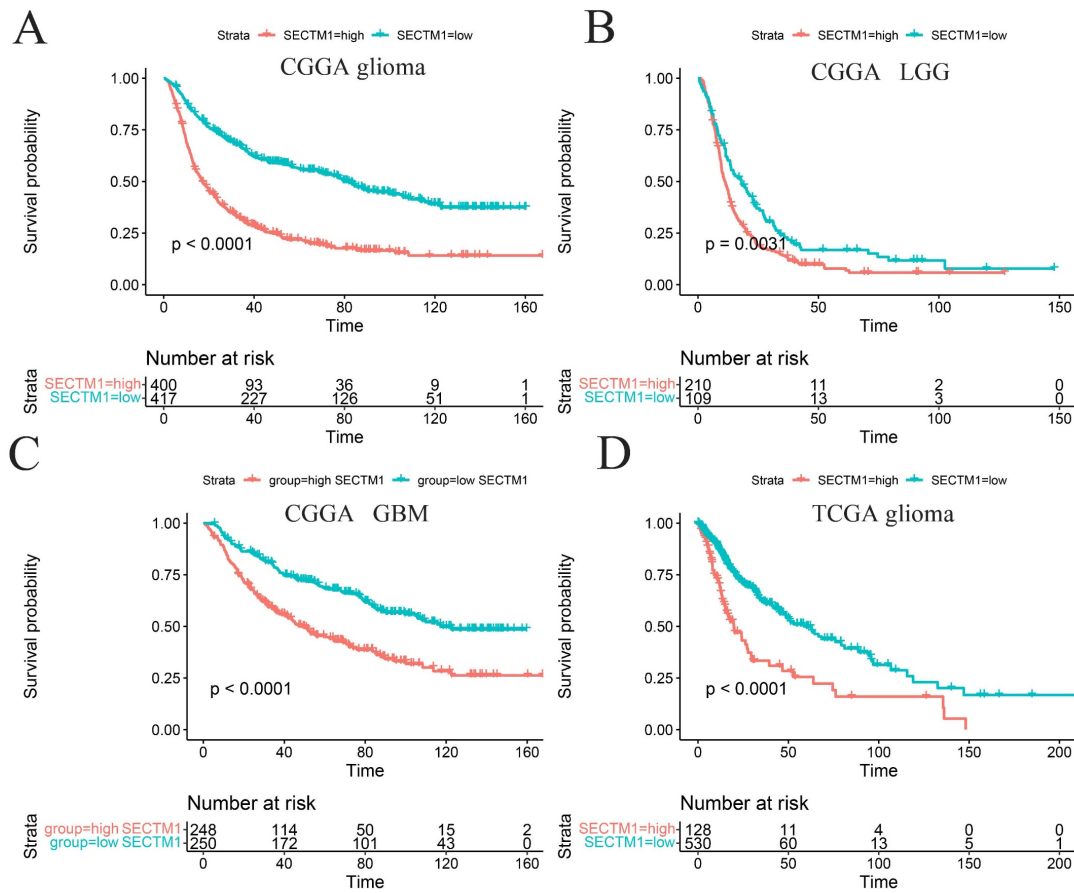 A
Strata SECTM1=high SECTM1=low
CGGA glioma
Survival probability
1.00
0.75
0.50
0.25
0.00
p < 0.0001
0 40 80 120 160
Time
Number at risk
Strata
SECTM1=high 400 93 36 9 1
SECTM1=low 417 227 126 51 1
0 40 80 120 160
Time
B
Strata SECTM1=high SECTM1=low
CGGA LGG
Survival probability
1.00
0.75
0.50
0.25
0.00
p = 0.0031
0 50 100 150
Time
Number at risk
Strata
SECTM1=high 210 11 2 0
SECTM1=low 109 13 3 0
0 50 100 150
Time
C
Strata group=high SECTM1 group=low SECTM1
CGGA GBM
Survival probability
1.00
0.75
0.50
0.25
0.00
p < 0.0001
0 40 80 120 160
Time
Number at risk
Strata
group=high SECTM1 248 114 50 15 2
group=low SECTM1 250 172 101 43 0
0 40 80 120 160
Time
D
Strata SECTM1=high SECTM1=low
TCGA glioma
Survival probability
1.00
0.75
0.50
0.25
0.00
p < 0.0001
0 50 100 150 200
Time
Number at risk
Strata
SECTM1=high 128 11 4 0 0
SECTM1=low 530 60 13 5 1
0 50 100 150 200
Time